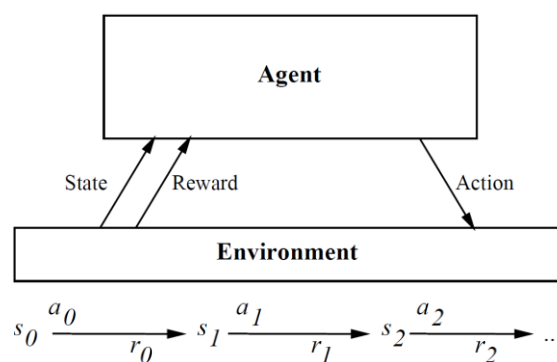 Agent
State Reward Action
Environment
s0 a0 r0 s1 a1 r1 s2 a2 r2 ...